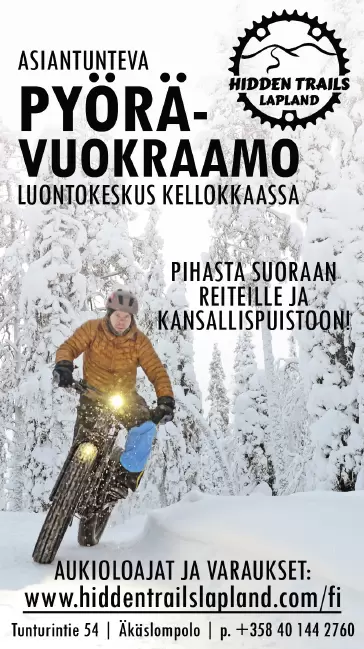 HIDDEN TRAILS
LAPLAND
ASIANTUNTEVA
PYÖRÄ-
VUOKRAAMO
LUONTOKESKUS KELLOKKAASSA
PIHASTA SUORAAN
REITEILLE JA
KANSALLISPUISTOON!
AUKIOLOAJAT JA VARAUKSET:
www.hiddentrailslapland.com/fi
Tunturintie 54 | Äkäslompolo | p. +358 40 144 2760